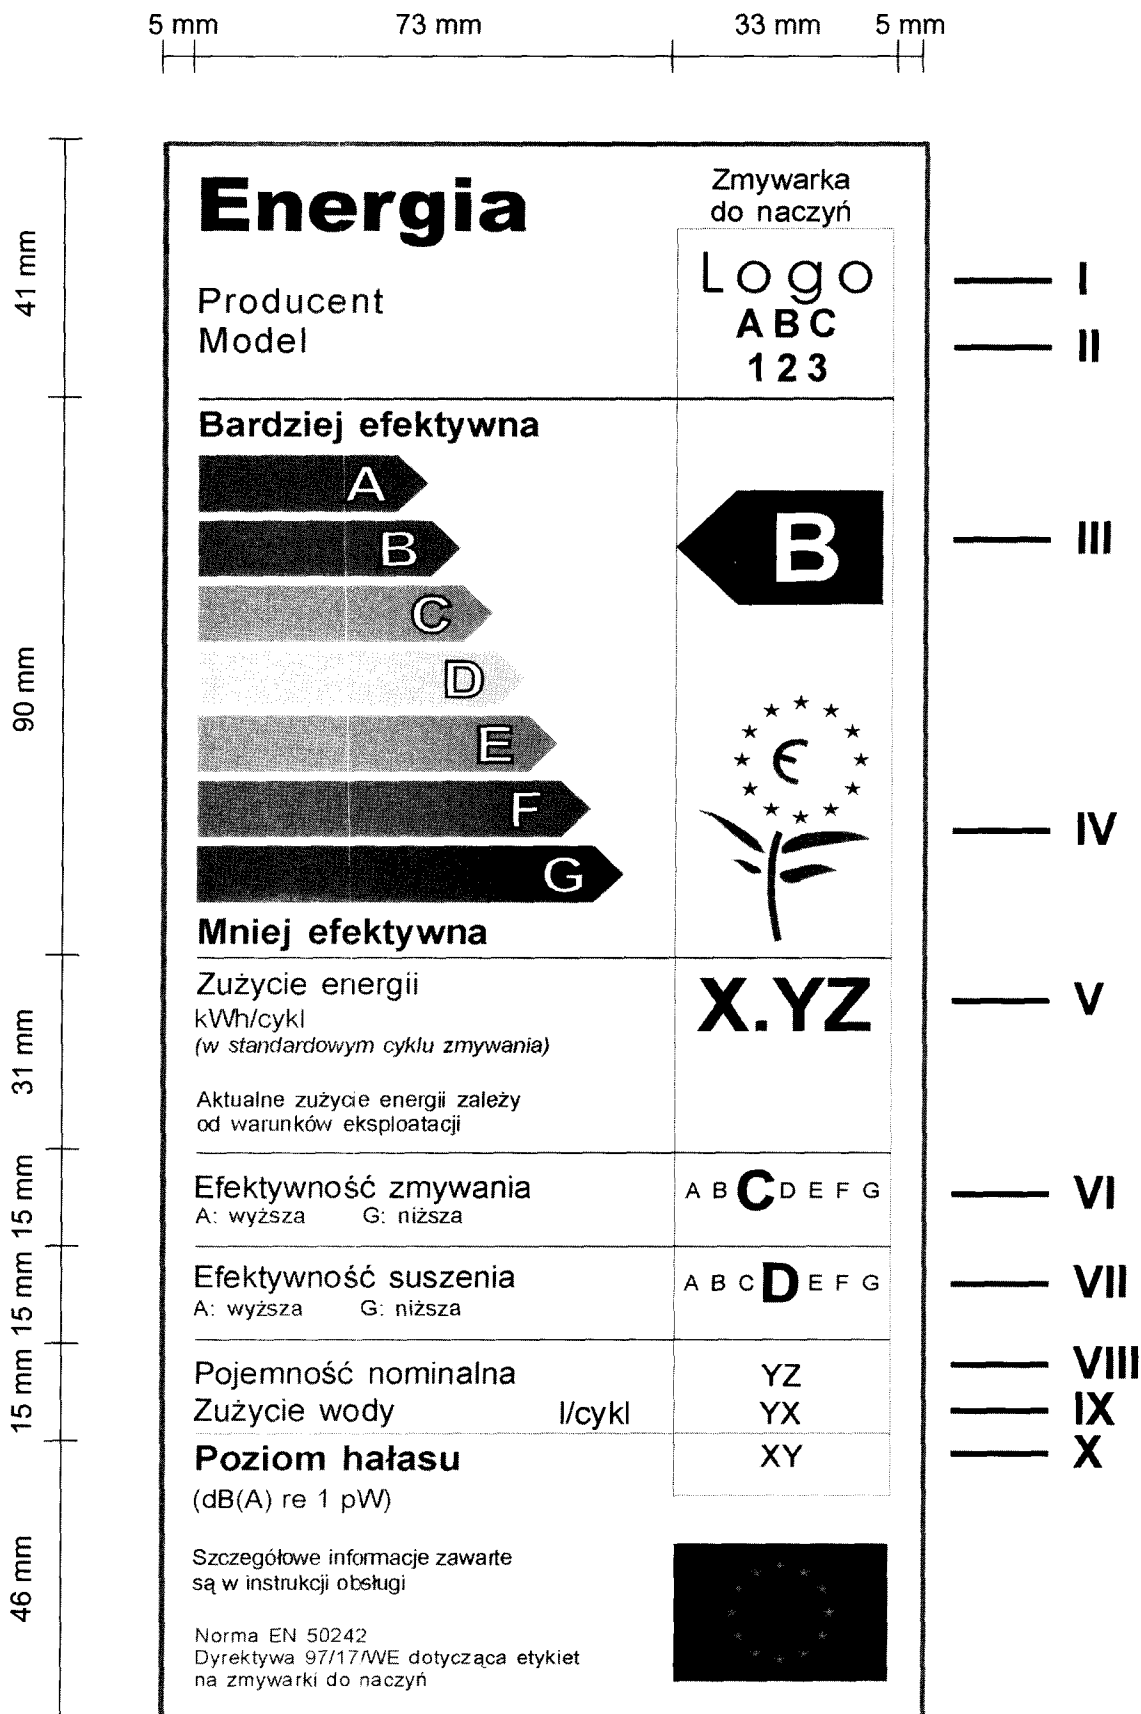 5 mm 73 mm 33 mm 5 mm
Energia
Zmywarka
do naczyń
41 mm
Logo
I
Producent
ABC
Model
II
123
Bardziej efektywna
A
B
B
III
C
90 mm
D
E
F
IV
G
Mniej efektywna
Zużycie energii
X.YZ
V
kWh/cykl
(w standardowym cyklu zmywania)
31 mm
Aktualne zużycie energii zależy
od warunków eksploatacji
15 mm
Efektywność zmywania
A B C D E F G
VI
A: wyższa G: niższa
15 mm
Efektywność suszenia
A B C D E F G
VII
A: wyższa G: niższa
15 mm
Pojemność nominalna
YZ
VIII
Zużycie wody l/cykl
YX
IX
Poziom hałasu
XY
X
(dB(A) re 1 pW)
46 mm
Szczegółowe informacje zawarte
są w instrukcji obsługi
Norma EN 50242
Dyrektywa 97/17/WE dotycząca etykiet
na zmywarki do naczyń